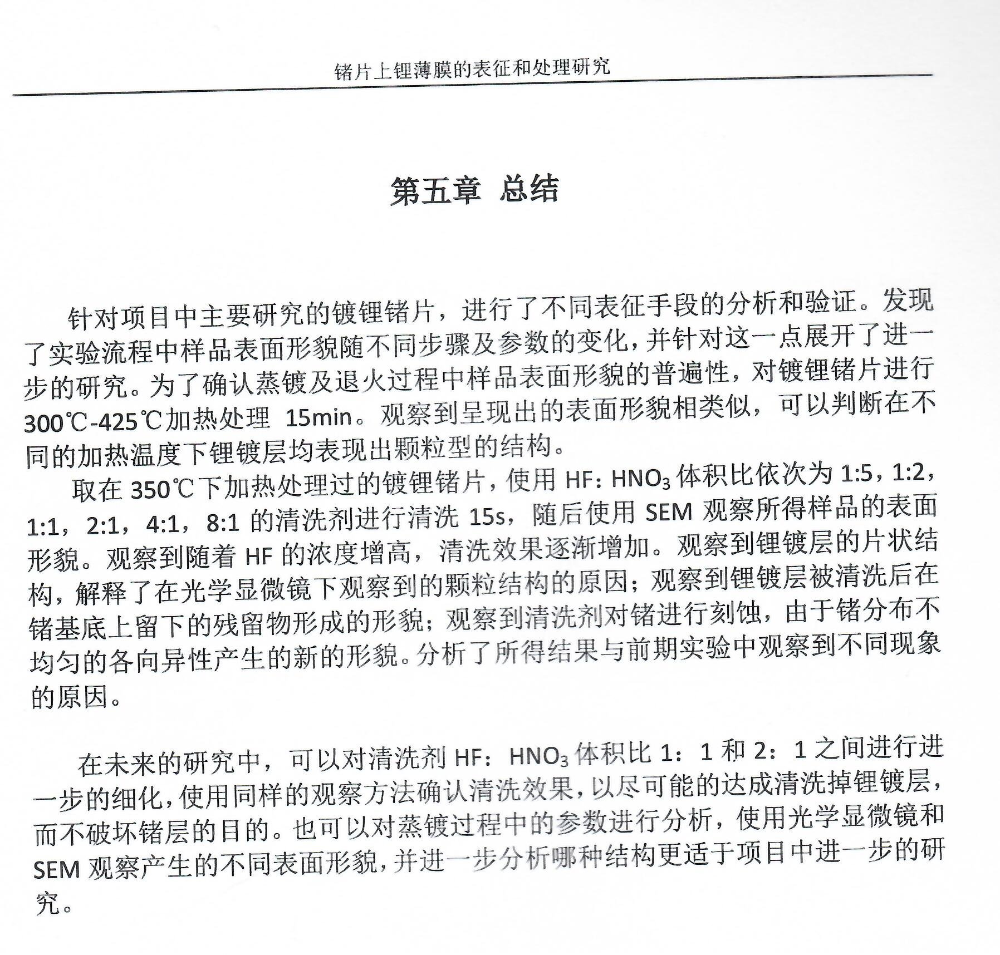 锗片上锂薄膜的表征和处理研究
第五章 总结
针对项目中主要研究的镀锂锗片，进行了不同表征手段的分析和验证。发现
了实验流程中样品表面形貌随不同步骤及参数的变化，并针对这一点展开了进一
步的研究。为了确认蒸镀及退火过程中样品表面形貌的普遍性，对镀锂锗片进行
300℃-425℃加热处理 15min。观察到呈现出的表面形貌相类似，可以判断在不
同的加热温度下锂镀层均表现出颗粒型的结构。
取在 350℃下加热处理过的镀锂锗片，使用 HF：HNO₃ 体积比依次为 1:5，1:2，
1:1，2:1，4:1，8:1 的清洗剂进行清洗 15s，随后使用 SEM 观察所得样品的表面
形貌。观察到随着 HF 的浓度增高，清洗效果逐渐增加。观察到锂镀层的片状结
构，解释了在光学显微镜下观察到的颗粒结构的原因；观察到锂镀层被清洗后在
锗基底上留下的残留物形成的形貌；观察到清洗剂对锗进行刻蚀，由于锗分布不
均匀的各向异性产生的新的形貌。分析了所得结果与前期实验中观察到不同现象
的原因。
在未来的研究中，可以对清洗剂 HF：HNO₃ 体积比 1：1 和 2：1 之间进行进
一步的细化，使用同样的观察方法确认清洗效果，以尽可能的达成清洗掉锂镀层，
而不破坏锗层的目的。也可以对蒸镀过程中的参数进行分析，使用光学显微镜和
SEM 观察产生的不同表面形貌，并进一步分析哪种结构更适于项目中进一步的研
究。